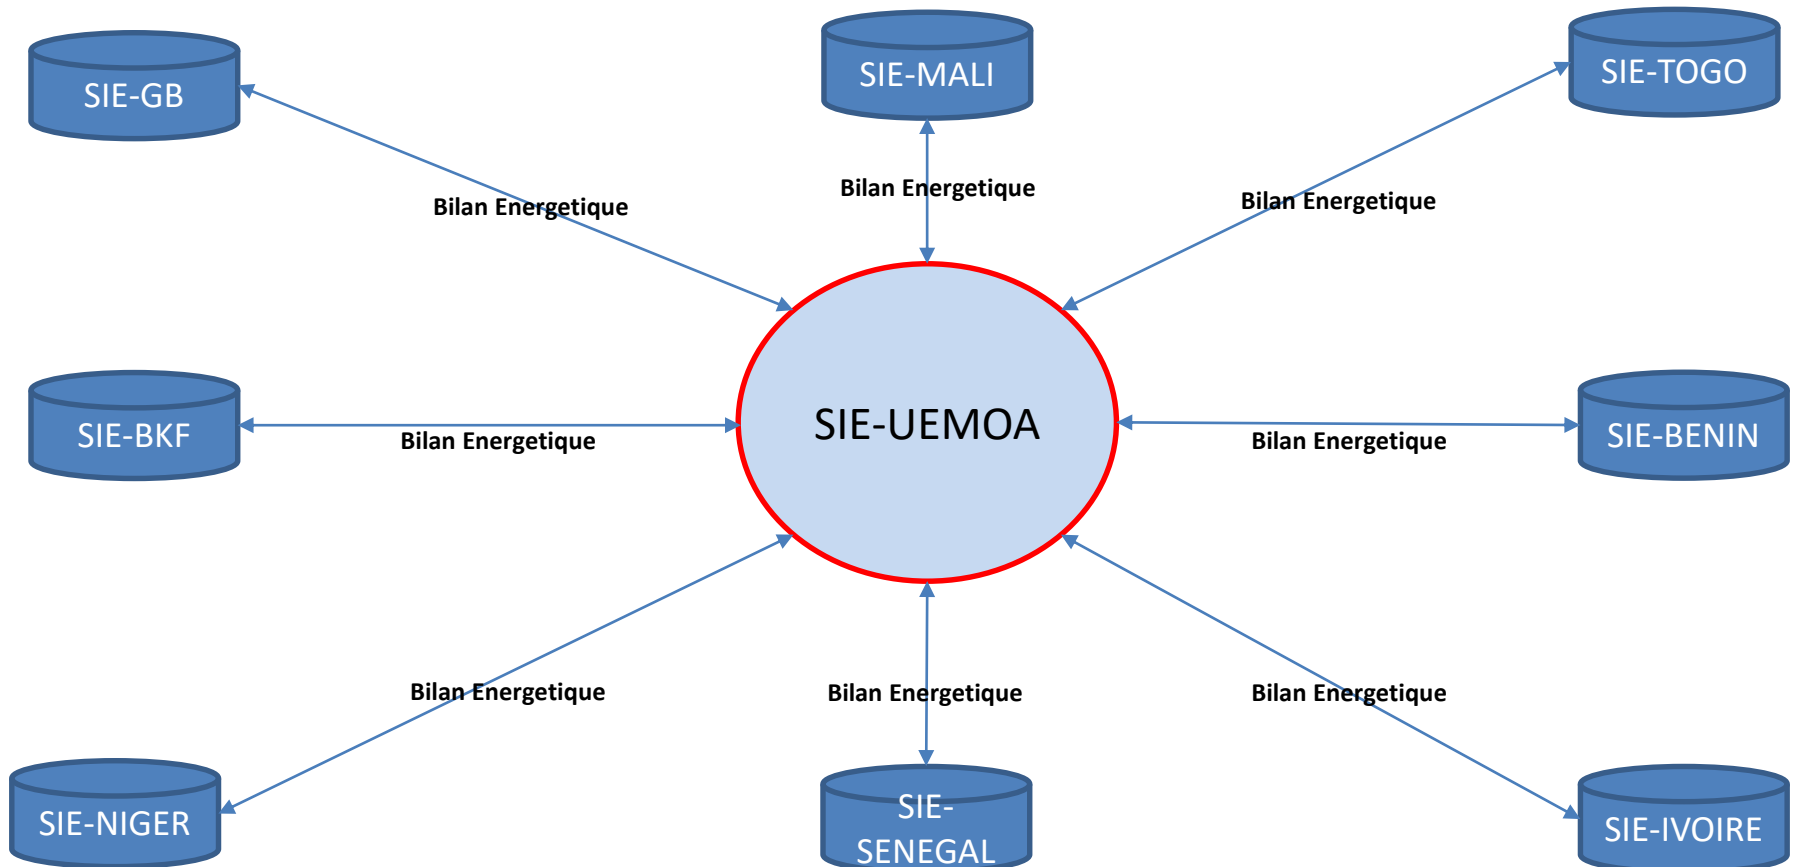 SIE-GB
SIE-MALI
SIE-TOGO
Bilan Energetique
Bilan Energetique
Bilan Energetique
SIE-BKF
Bilan Energetique
SIE-UEMOA
Bilan Energetique
SIE-BENIN
Bilan Energetique
Bilan Energetique
Bilan Energetique
SIE-NIGER
SIE-
SENEGAL
SIE-IVOIRE